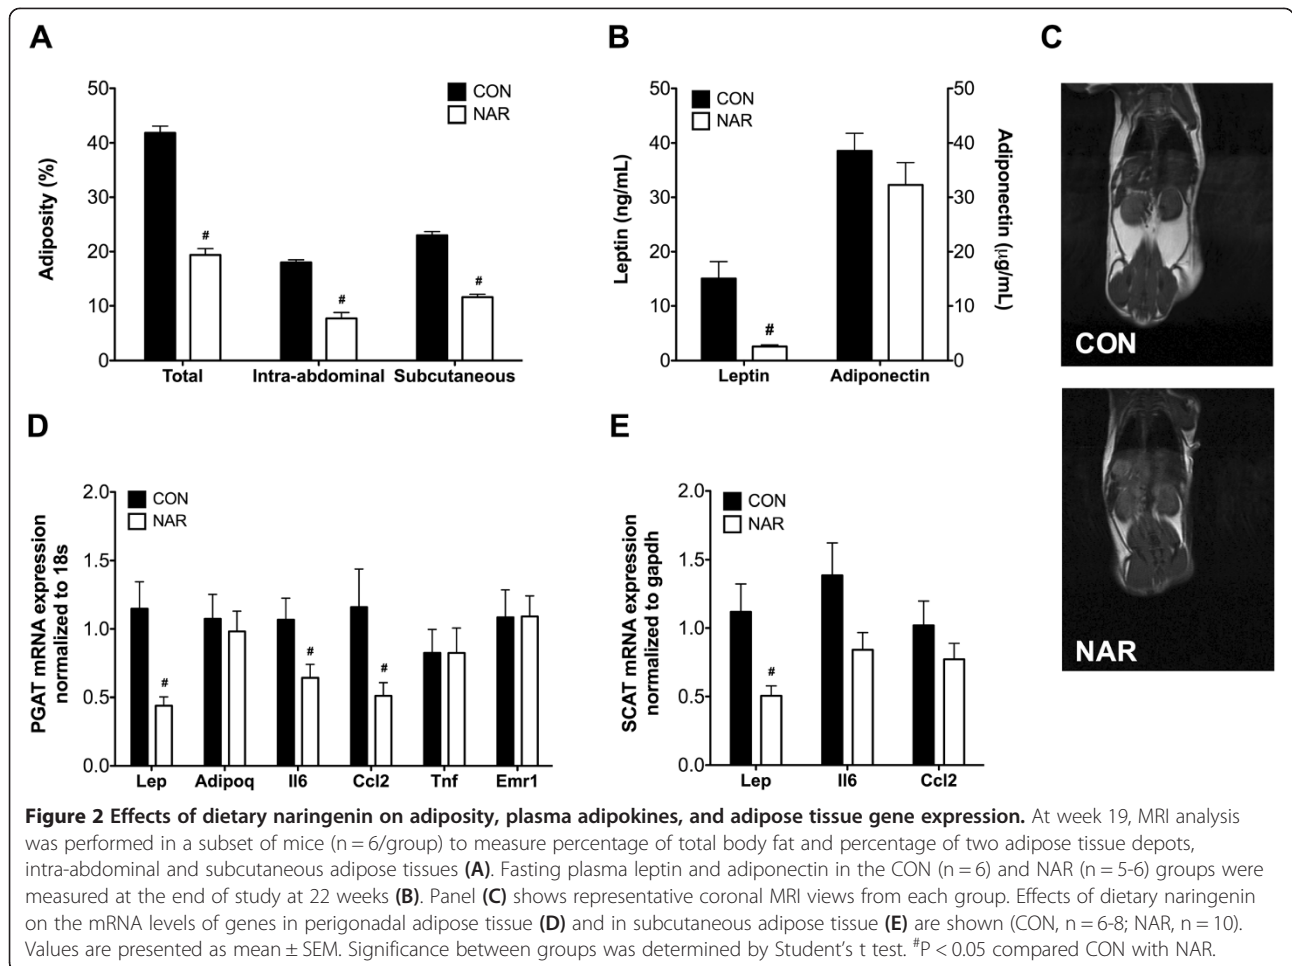 A
50
40
30
20
10
0
Adiposity (%)
CON
NAR
#
#
#
Total Intra-abdominal Subcutaneous
B
50
40
30
20
10
0
Leptin (ng/mL)
CON
NAR
#
50
40
30
20
10
0
Adiponectin (μg/mL)
Leptin Adiponectin
C
CON
NAR
D
2.0
1.5
1.0
0.5
0.0
PGAT mRNA expression
normalized to 18s
CON
NAR
#
#
#
Lep Adipoq Il6 Ccl2 Tnf Emr1
E
2.0
1.5
1.0
0.5
0.0
SCAT mRNA expression
normalized to gapdh
CON
NAR
#
Lep Il6 Ccl2
Figure 2 Effects of dietary naringenin on adiposity, plasma adipokines, and adipose tissue gene expression. At week 19, MRI analysis
was performed in a subset of mice (n = 6/group) to measure percentage of total body fat and percentage of two adipose tissue depots,
intra-abdominal and subcutaneous adipose tissues (A). Fasting plasma leptin and adiponectin in the CON (n = 6) and NAR (n = 5-6) groups were
measured at the end of study at 22 weeks (B). Panel (C) shows representative coronal MRI views from each group. Effects of dietary naringenin
on the mRNA levels of genes in perigonadal adipose tissue (D) and in subcutaneous adipose tissue (E) are shown (CON, n = 6-8; NAR, n = 10).
Values are presented as mean ± SEM. Significance between groups was determined by Student's t test. #P < 0.05 compared CON with NAR.